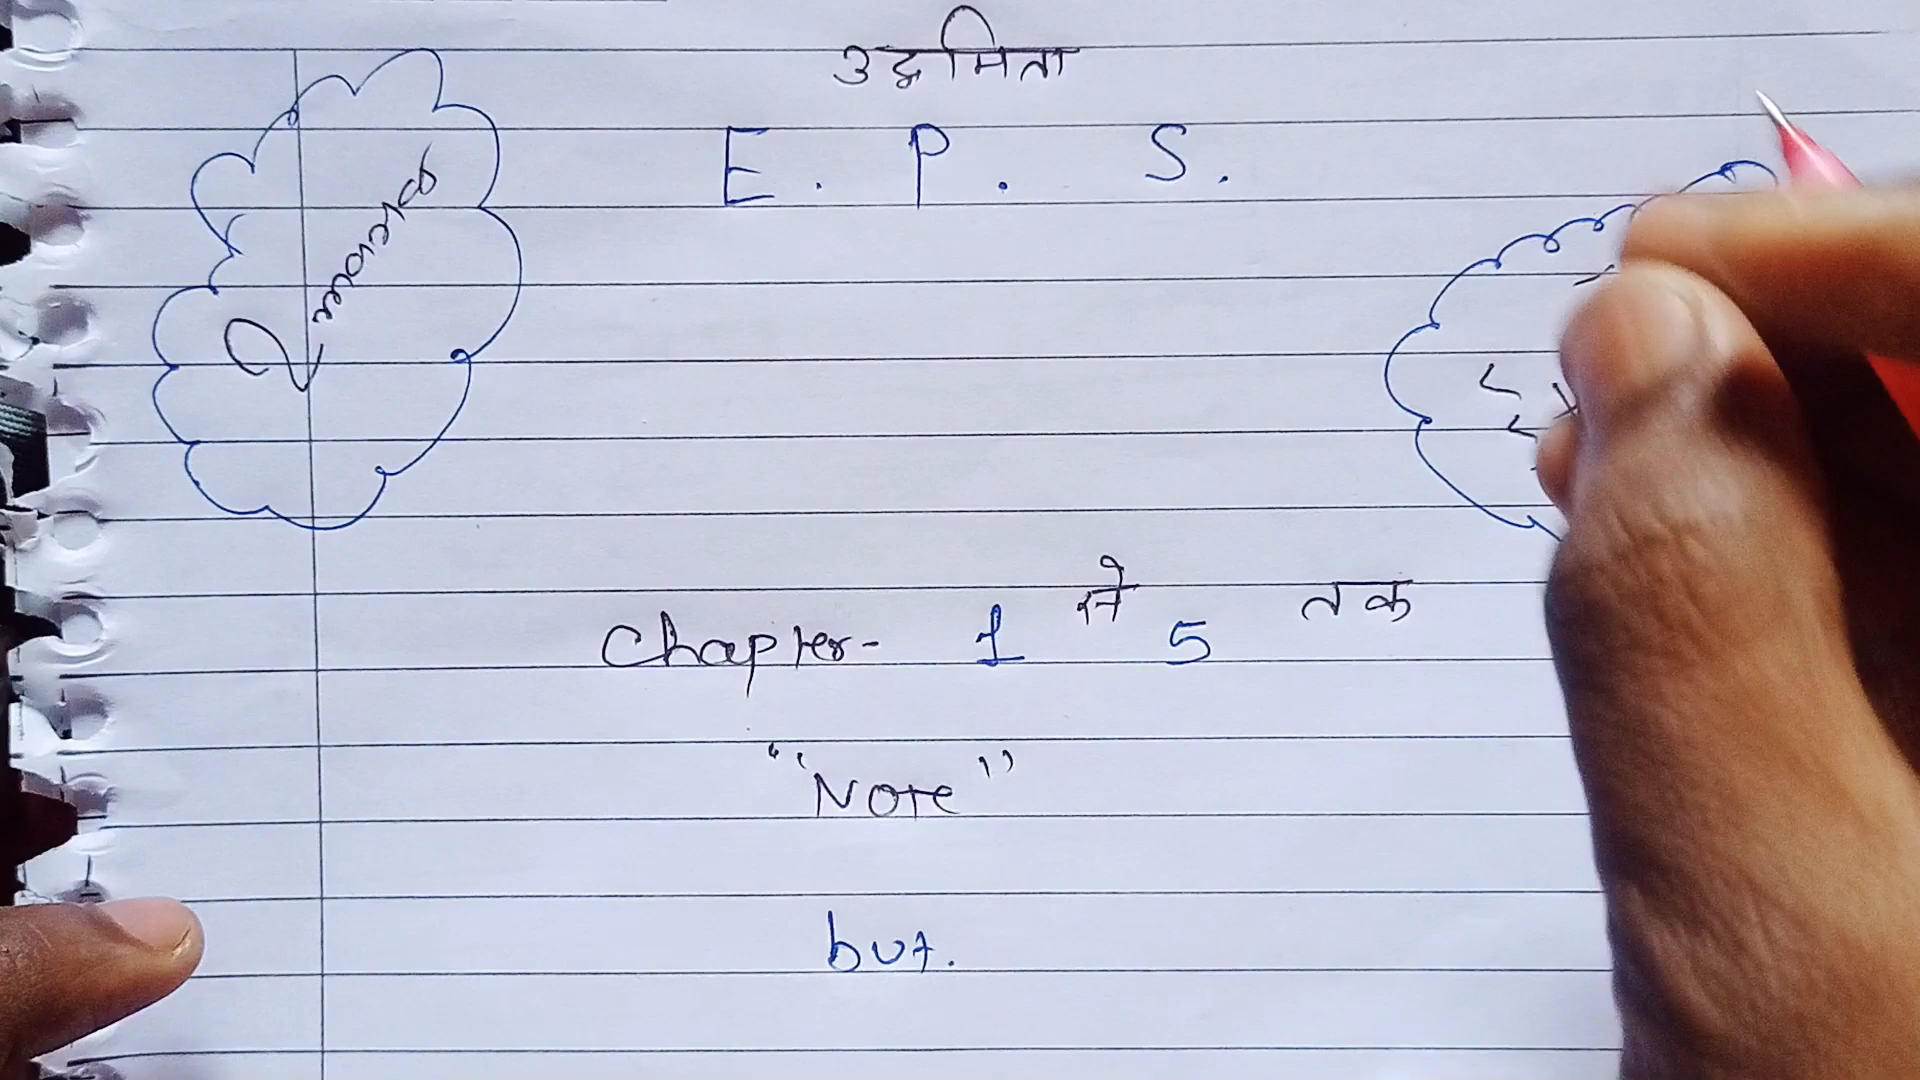 उद्यमिता
E. P. S.
Chapter- 1 से 5 तक
"Note"
but.